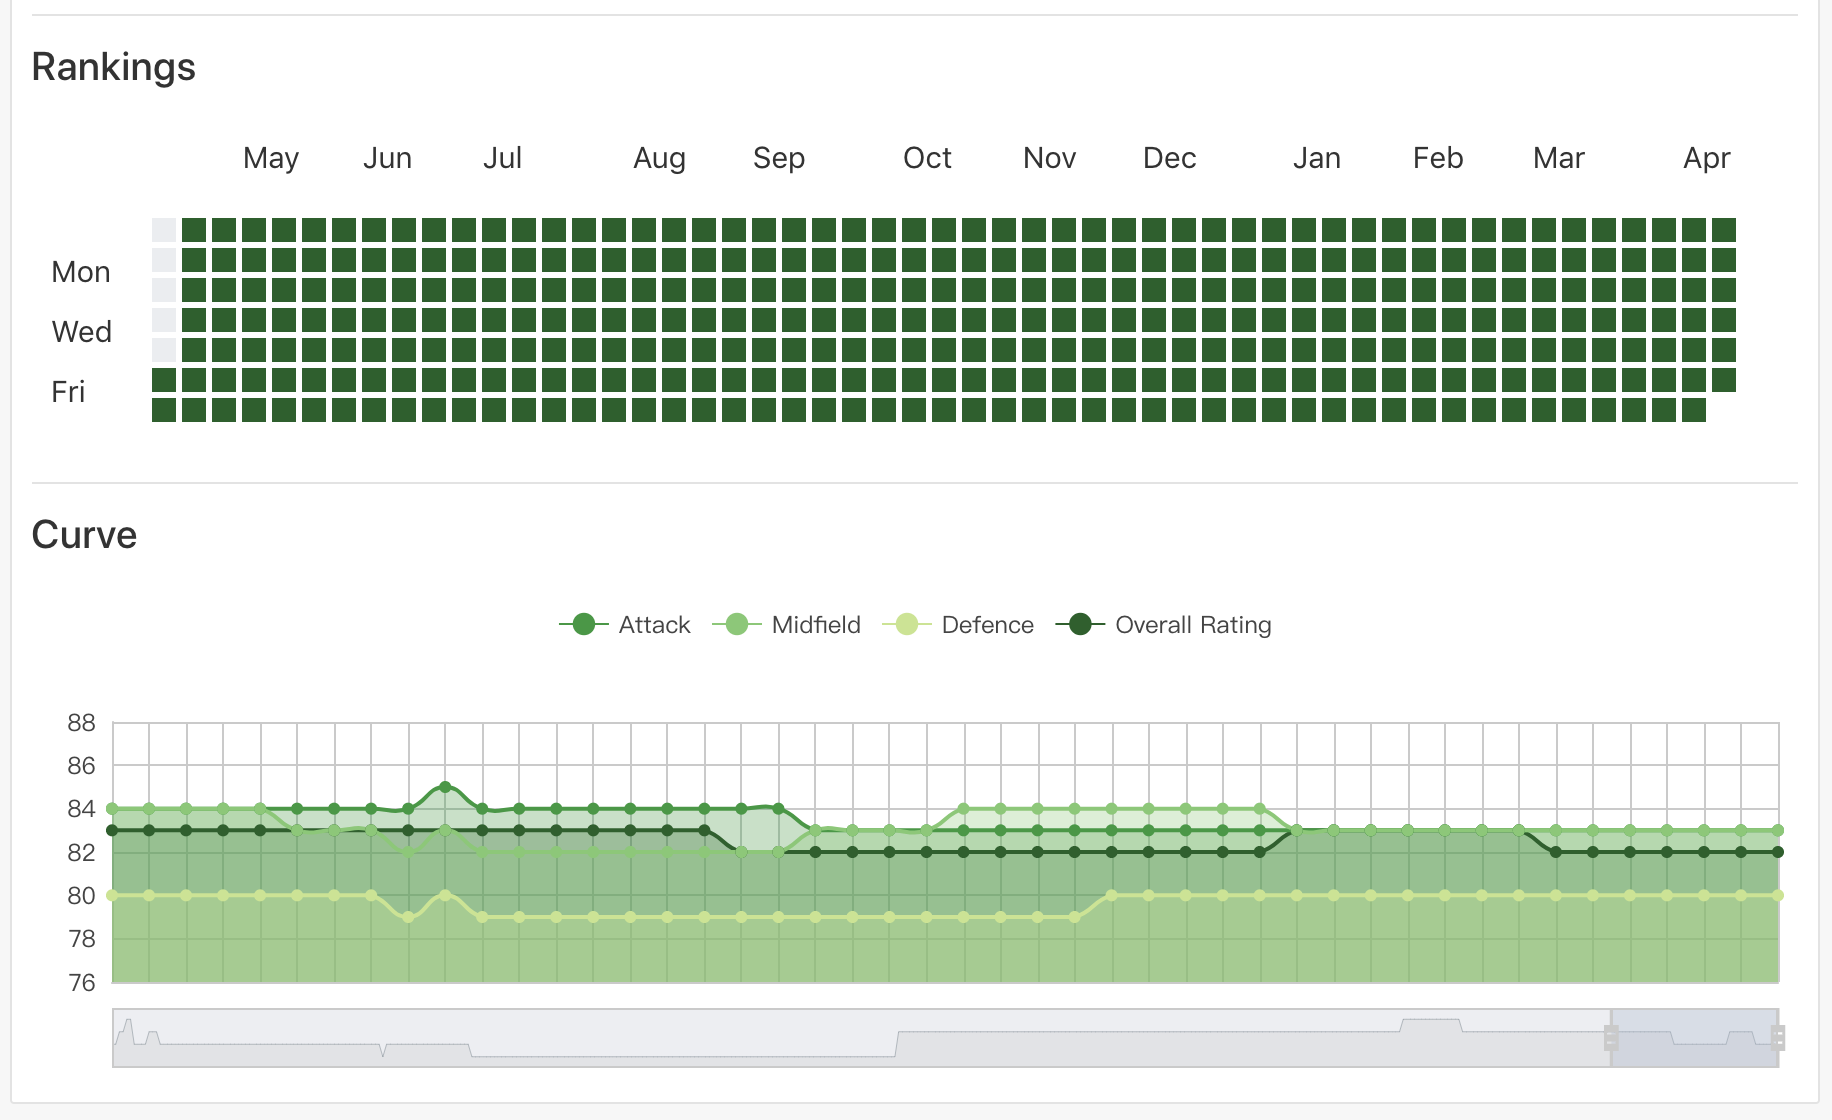 Rankings
May Jun Jul Aug Sep Oct Nov Dec Jan Feb Mar Apr
Mon
Wed
Fri
Curve
Attack Midfield Defence Overall Rating
88
86
84
82
80
78
76